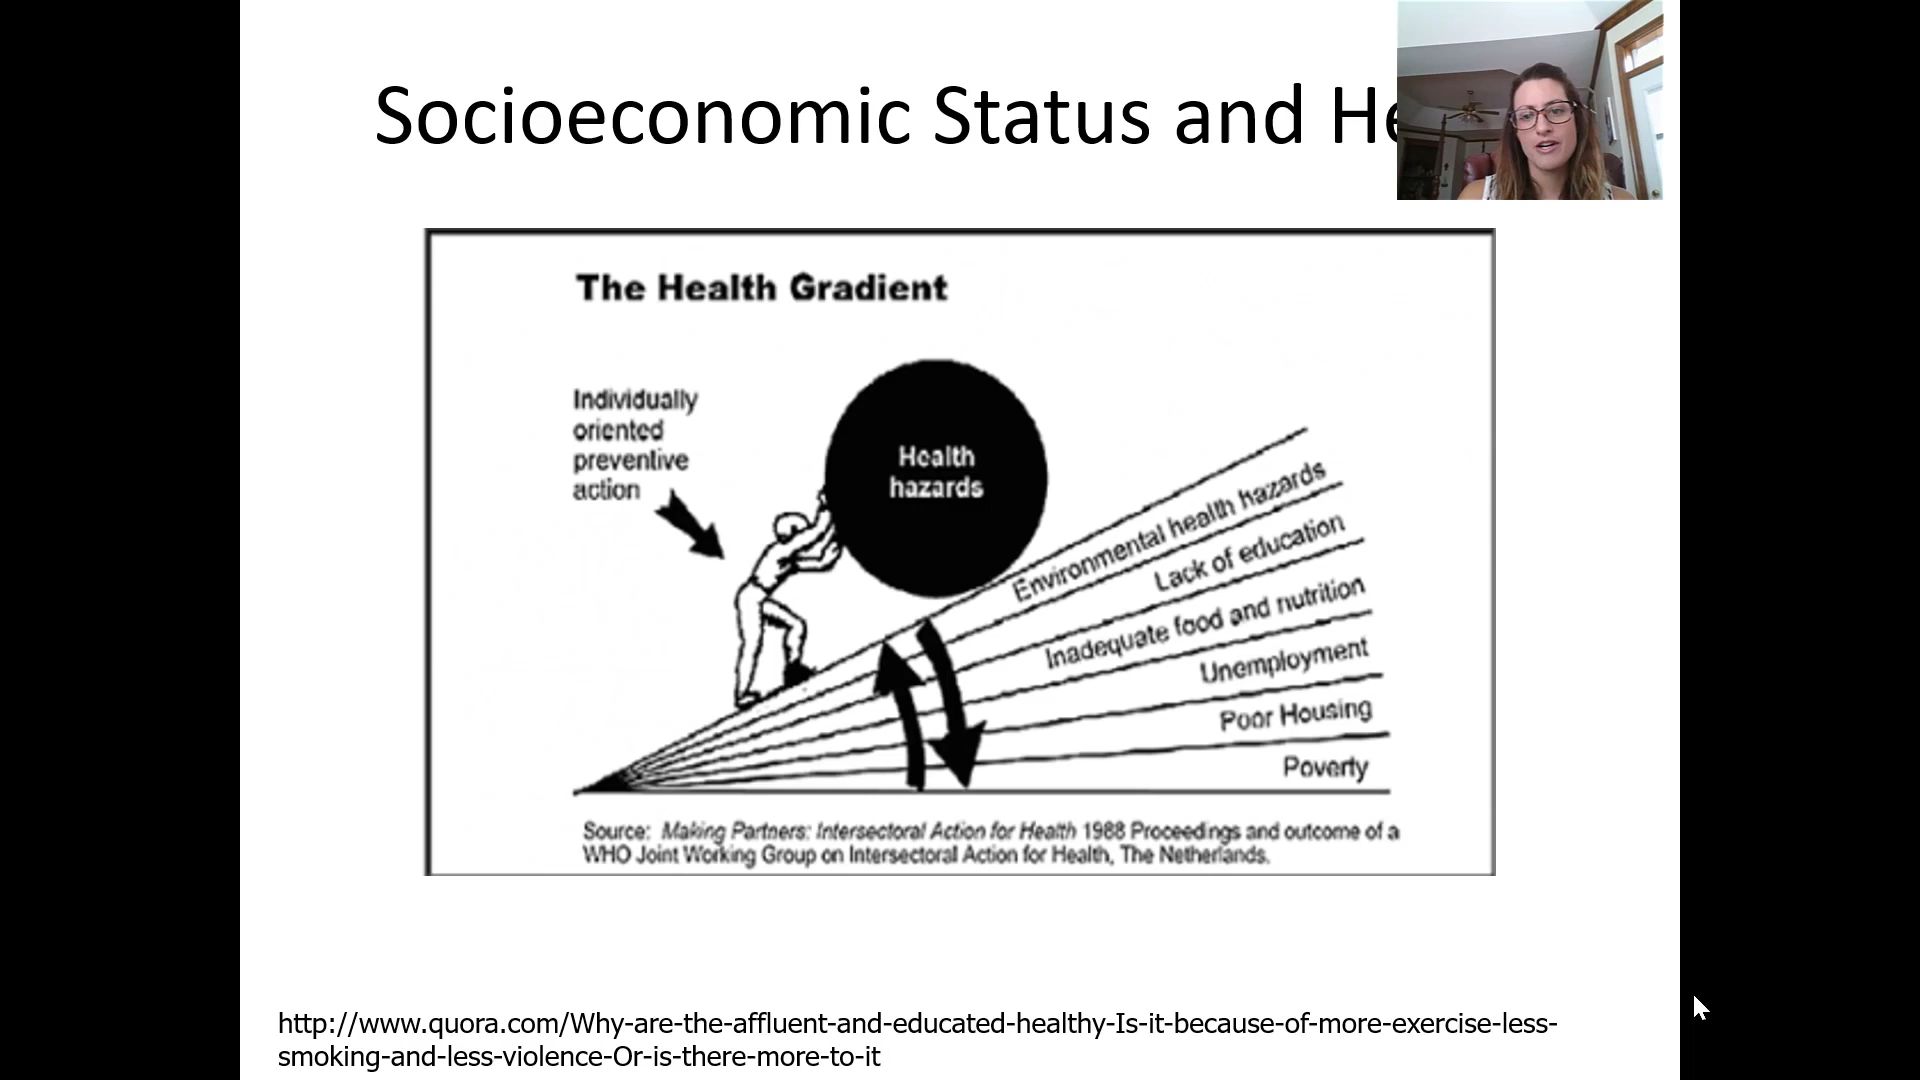 Socioeconomic Status and He
The Health Gradient
Individually
oriented
preventive
action
Health
hazards
Environmental health hazards
Lack of education
Inadequate food and nutrition
Unemployment
Poor Housing
Poverty
Source: Making Partners: Intersectoral Action for Health 1988 Proceedings and outcome of a
WHO Joint Working Group on Intersectoral Action for Health, The Netherlands.
http://www.quora.com/Why-are-the-affluent-and-educated-healthy-Is-it-because-of-more-exercise-less-
smoking-and-less-violence-Or-is-there-more-to-it